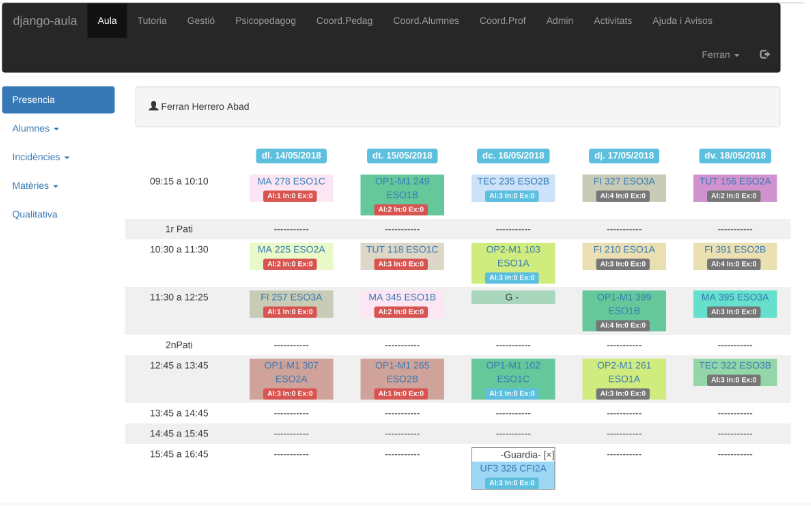 django-aula Aula Tutoria Gestió Psicopedagog Coord.Pedag Coord.Alumnes Coord.Prof Admin Activitats Ajuda i Avisos
Ferran
Presencia
Alumnes
Incidències
Matèries
Qualitativa
Ferran Herrero Abad
dl. 14/05/2018 dt. 15/05/2018 dc. 16/05/2018 dj. 17/05/2018 dv. 18/05/2018
09:15 a 10:10 MA 278 ESO1C OP1-M1 249 TEC 235 ESO2B FI 327 ESO3A TUT 156 ESO2A
Al:1 In:0 Ex:0 ESO1B Al:3 In:0 Ex:0 Al:4 In:0 Ex:0 Al:2 In:0 Ex:0
Al:2 In:0 Ex:0
1r Pati ----------- ----------- ----------- ----------- -----------
10:30 a 11:30 MA 225 ESO2A TUT 118 ESO1C OP2-M1 103 FI 210 ESO1A FI 391 ESO2B
Al:2 In:0 Ex:0 Al:3 In:0 Ex:0 ESO1A Al:3 In:0 Ex:0 Al:4 In:0 Ex:0
Al:3 In:0 Ex:0
11:30 a 12:25 FI 257 ESO3A MA 345 ESO1B G - OP1-M1 399 MA 395 ESO3A
Al:1 In:0 Ex:0 Al:2 In:0 Ex:0 ESO1B Al:3 In:0 Ex:0
Al:4 In:0 Ex:0
2nPati ----------- ----------- ----------- ----------- -----------
12:45 a 13:45 OP1-M1 307 OP1-M1 265 OP1-M1 102 OP2-M1 261 TEC 322 ESO3B
ESO2A ESO2B ESO1C ESO1A Al:3 In:0 Ex:0
Al:3 In:0 Ex:0 Al:1 In:0 Ex:0 Al:1 In:0 Ex:0 Al:3 In:0 Ex:0
13:45 a 14:45 ----------- ----------- ----------- ----------- -----------
14:45 a 15:45 ----------- ----------- ----------- ----------- -----------
15:45 a 16:45 ----------- ----------- -Guardia- [×] ----------- -----------
UF3 326 CFI2A
Al:3 In:0 Ex:0